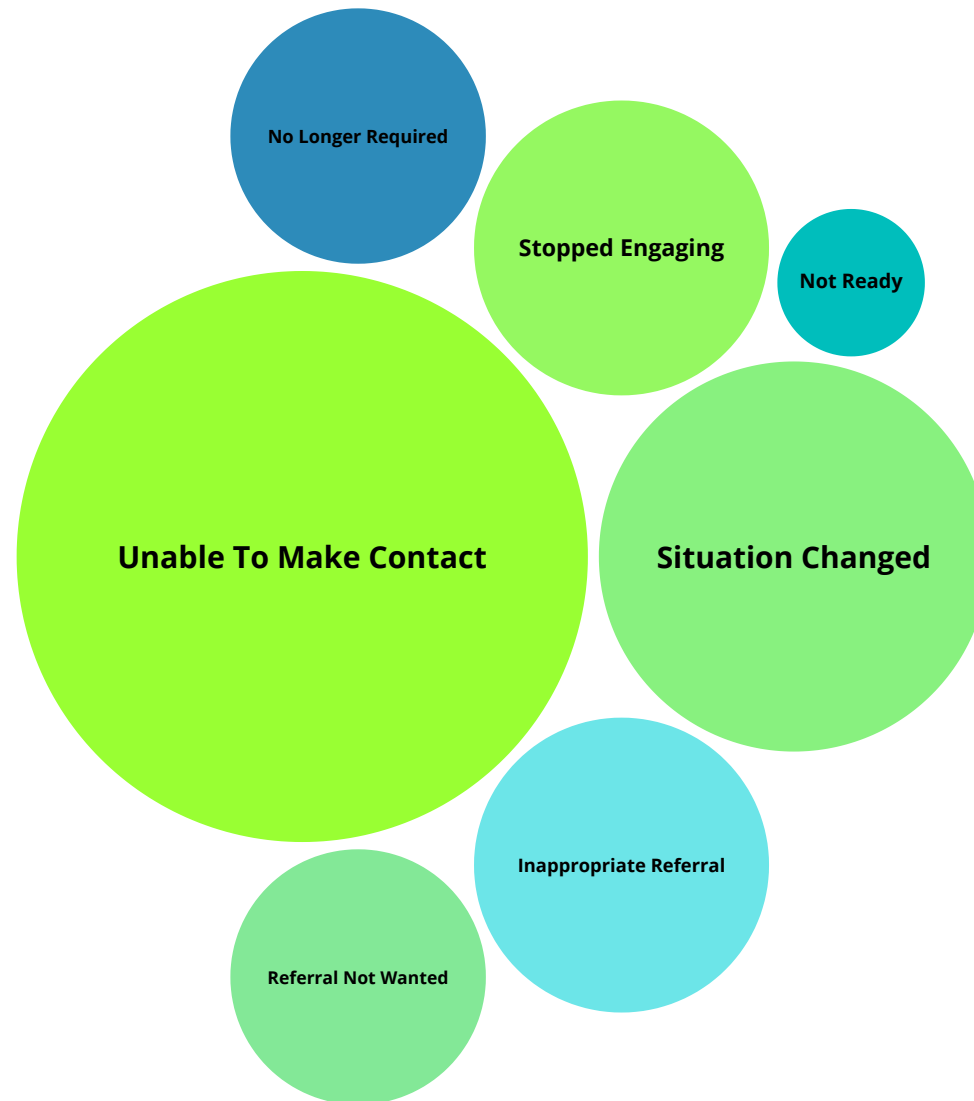 No Longer Required
Stopped Engaging
Not Ready
Unable To Make Contact
Situation Changed
Inappropriate Referral
Referral Not Wanted